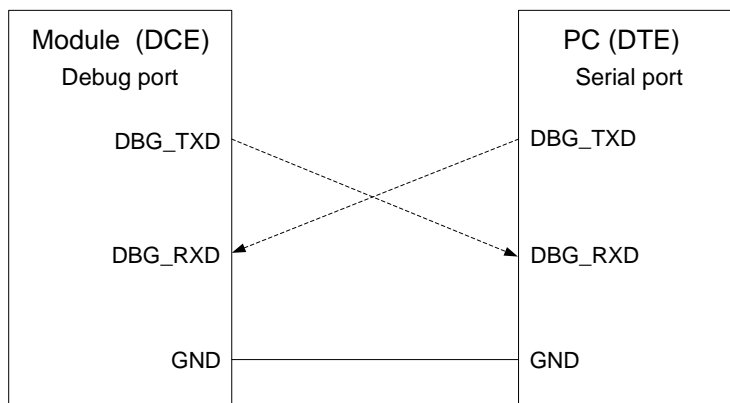 Module (DCE)
Debug port
DBG_TXD
DBG_RXD
GND
PC (DTE)
Serial port
DBG_TXD
DBG_RXD
GND